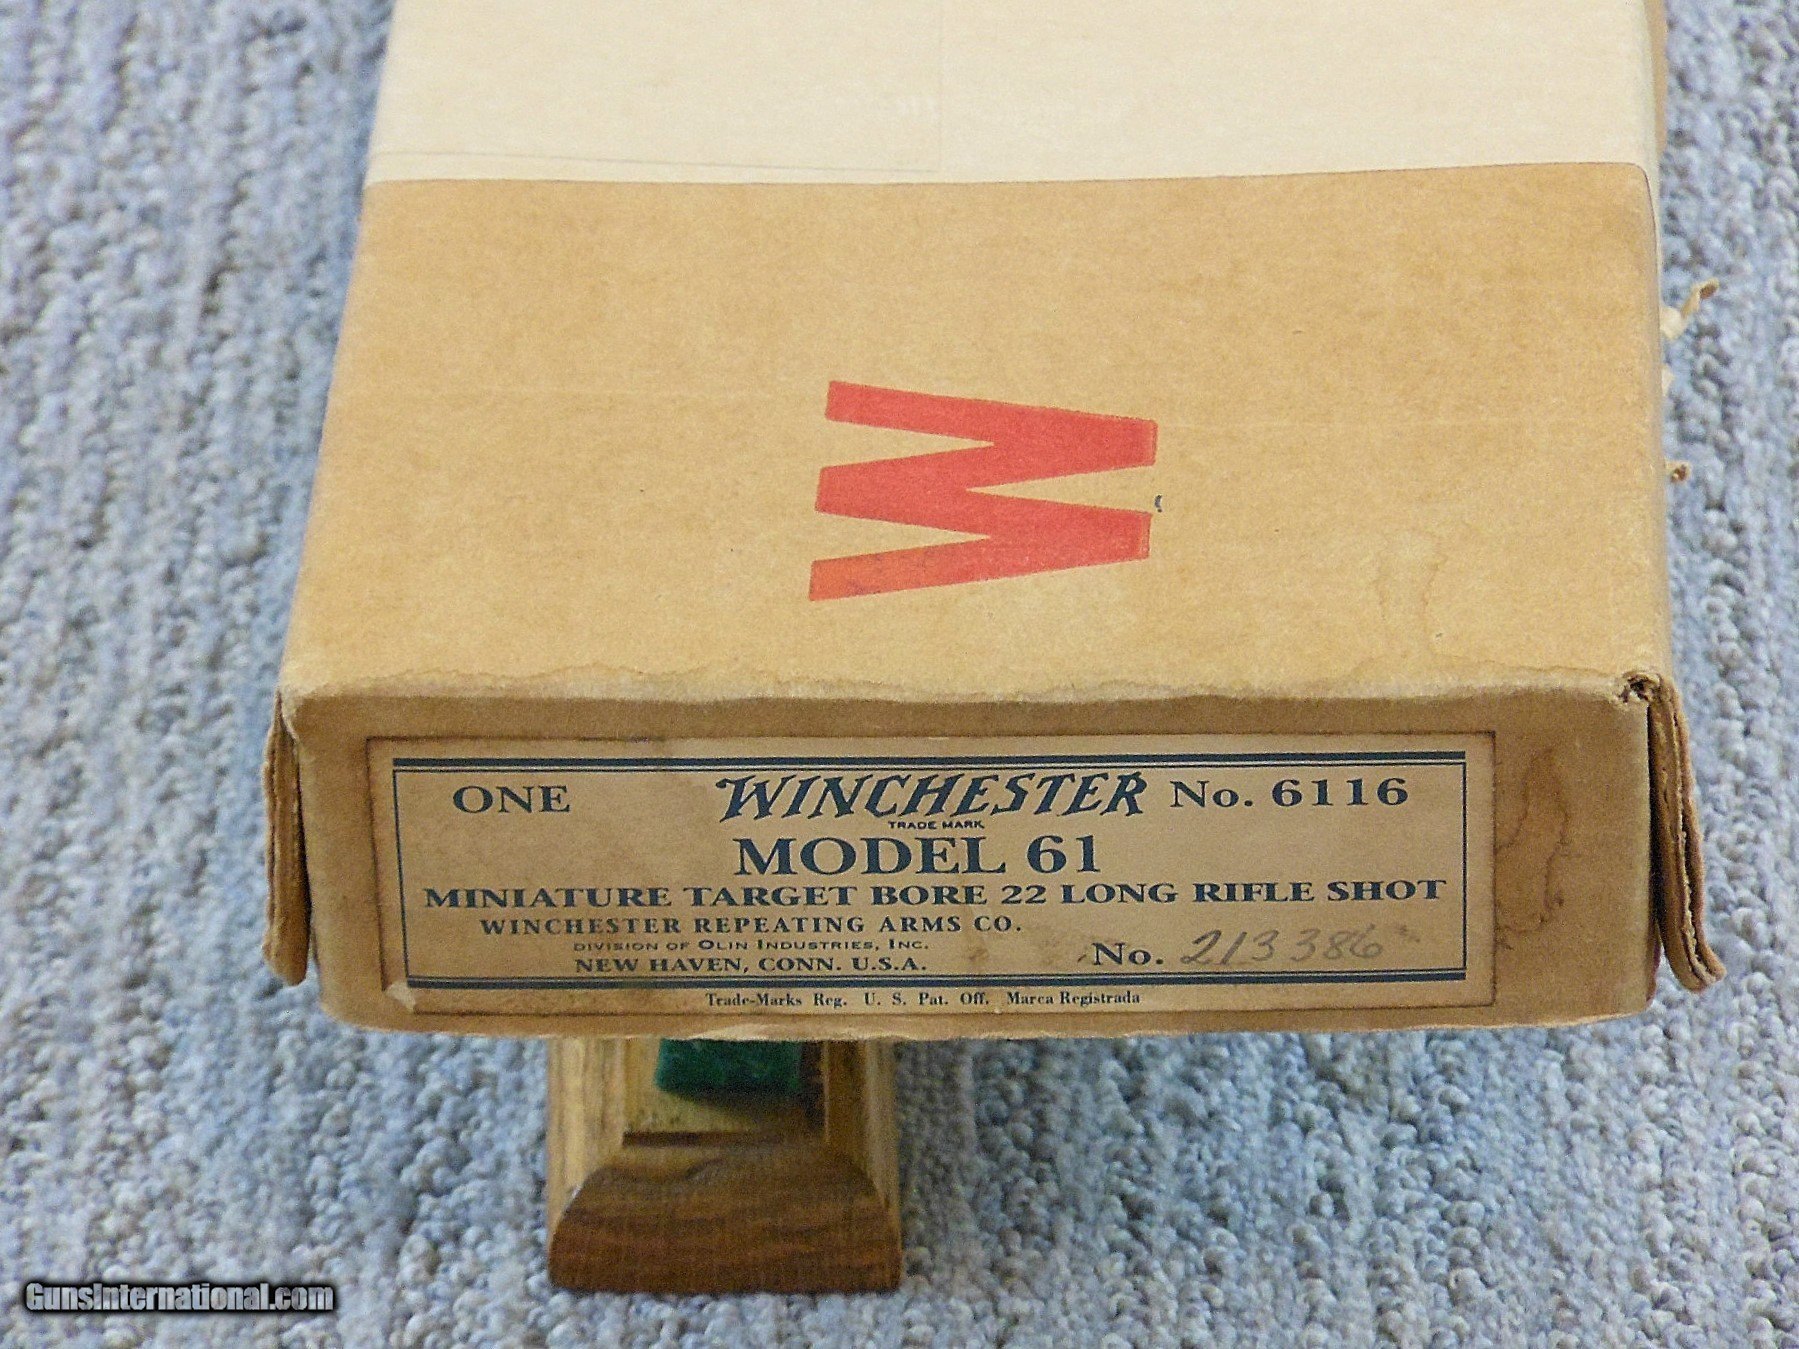 W
ONE WINCHESTER No. 6116
TRADE MARK
MODEL 61
MINIATURE TARGET BORE 22 LONG RIFLE SHOT
WINCHESTER REPEATING ARMS CO.
DIVISION OF OLIN INDUSTRIES, INC.
NEW HAVEN, CONN. U.S.A.
No. 213386
Trade-Marks Reg. U. S. Pat. Off. Marca Registrada
GunsInternational.com